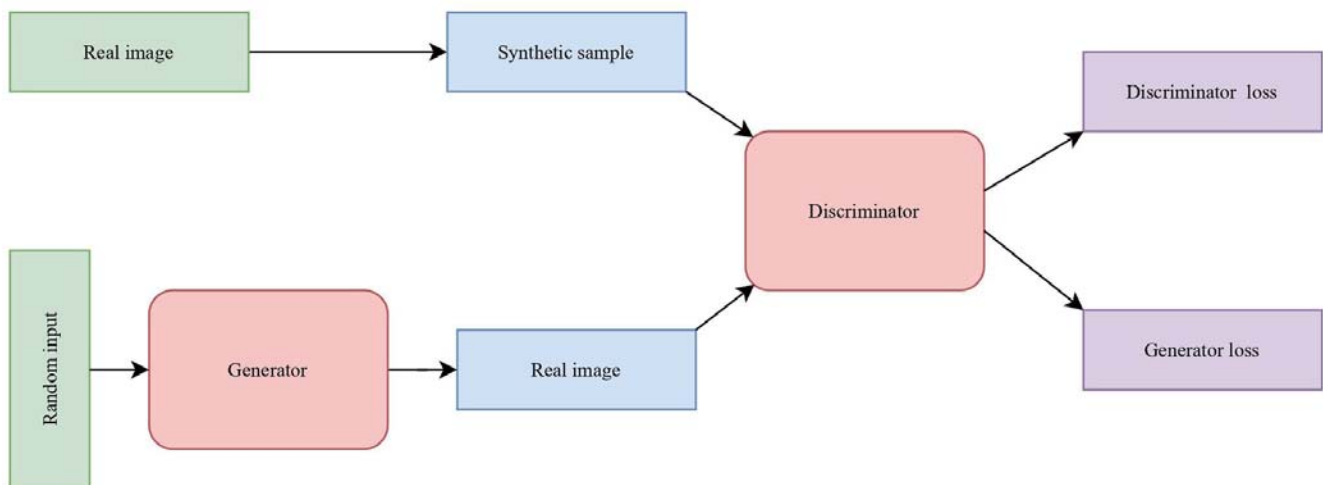 Real image
Synthetic sample
Discriminator loss
Discriminator
Random input
Generator
Real image
Generator loss